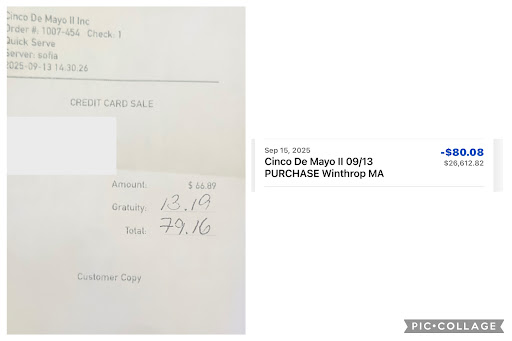 Cinco De Mayo II Inc
Order #: 1007-454 Check: 1
Quick Serve
Server: sofia
2025-09-13 14:30:26
CREDIT CARD SALE
Amount: $ 66.89
Gratuity: 13.19
Total: 79.16
Customer Copy
Sep 15, 2025 -$80.08
Cinco De Mayo II 09/13 $26,612.82
PURCHASE Winthrop MA
PIC•COLLAGE